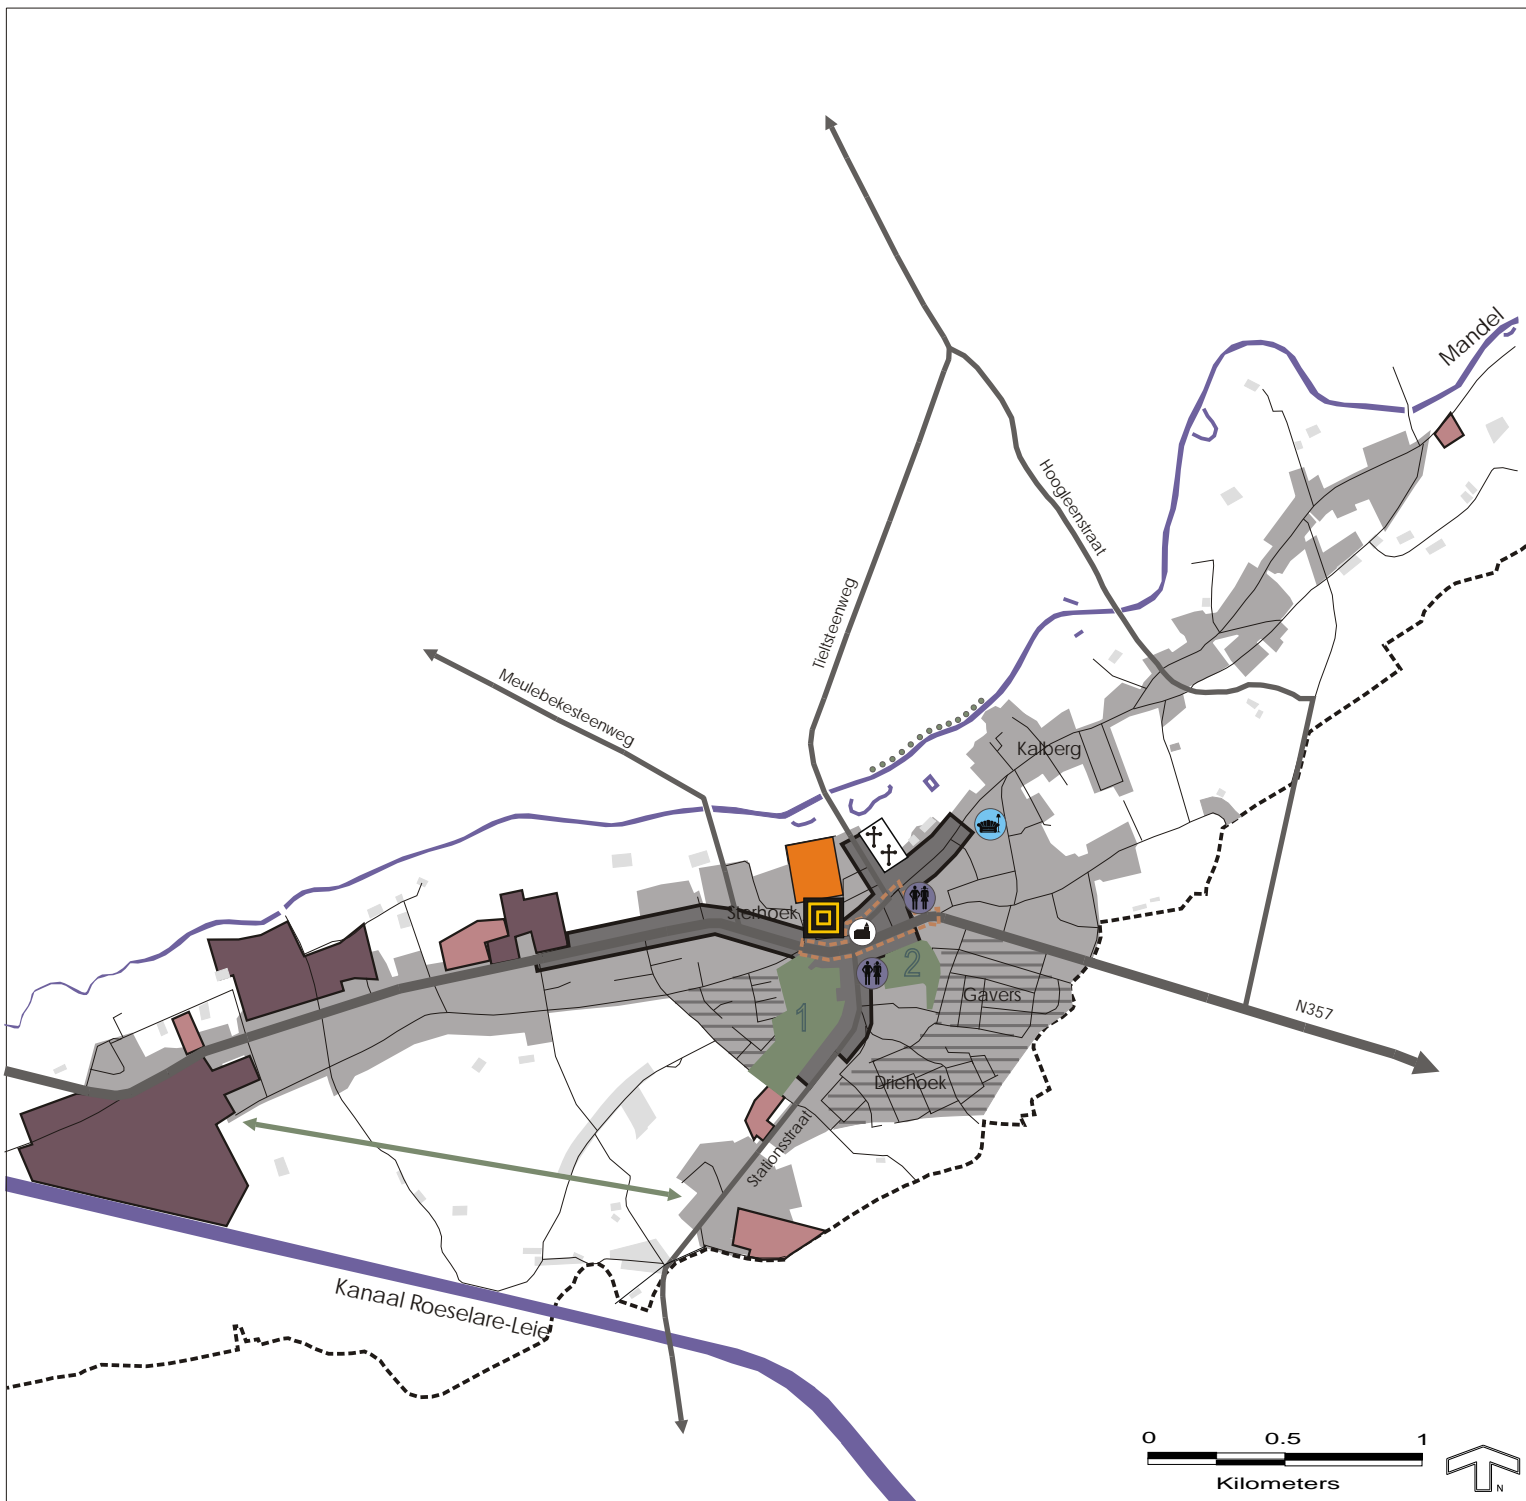 Mandel
Hoogleenstraat
Tieltsteenweg
Meulebekesteenweg
Kalberg
Sterhoek
2
Gavers
1
N357
Driehoek
Stationsstraat
Kanaal Roeselare-Leie
0 0.5 1
Kilometers
N